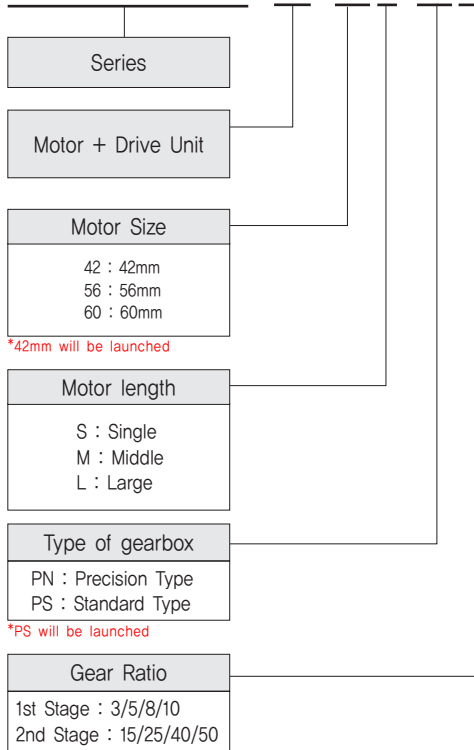 Series
Motor + Drive Unit
Motor Size
42 : 42mm
56 : 56mm
60 : 60mm
*42mm will be launched
Motor length
S : Single
M : Middle
L : Large
Type of gearbox
PN : Precision Type
PS : Standard Type
*PS will be launched
Gear Ratio
1st Stage : 3/5/8/10
2nd Stage : 15/25/40/50